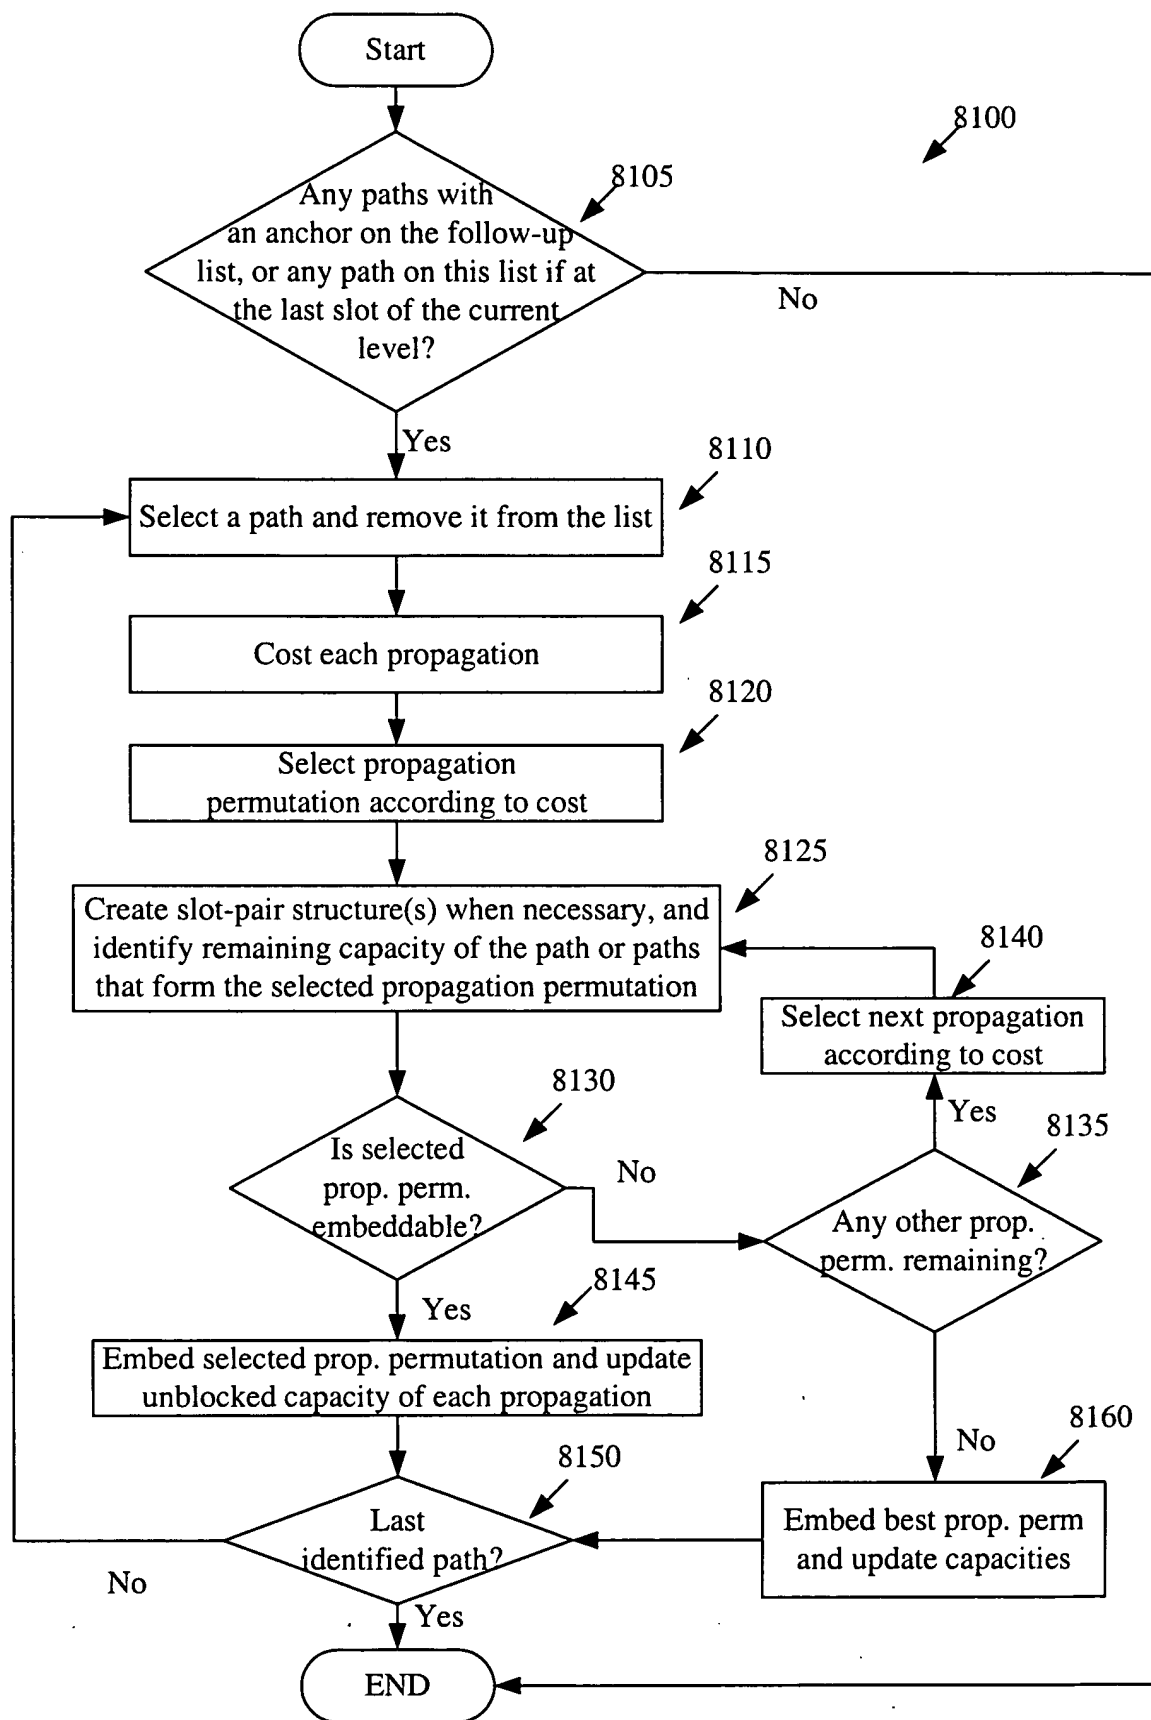 Start
8100
8105
Any paths with
an anchor on the follow-up
list, or any path on this list if at
the last slot of the current
level?
No
Yes
8110
Select a path and remove it from the list
8115
Cost each propagation
8120
Select propagation
permutation according to cost
8125
Create slot-pair structure(s) when necessary, and
identify remaining capacity of the path or paths
that form the selected propagation permutation
8140
Select next propagation
according to cost
8130
Is selected
prop. perm.
embeddable?
No
Yes
8135
Any other prop.
perm. remaining?
8145
Yes
Embed selected prop. permutation and update
unblocked capacity of each propagation
No
8160
Embed best prop. perm
and update capacities
8150
Last
identified path?
No
Yes
END